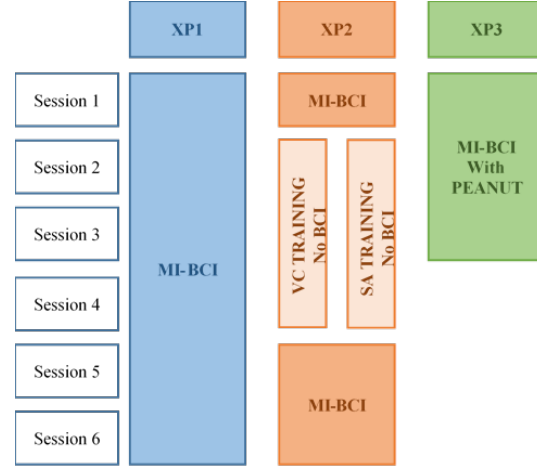 XP1
XP2
XP3
Session 1
Session 2
Session 3
Session 4
Session 5
Session 6
MI-BCI
MI-BCI
VC TRAINING
No BCI
SA TRAINING
No BCI
MI-BCI
MI-BCI
With
PEANUT